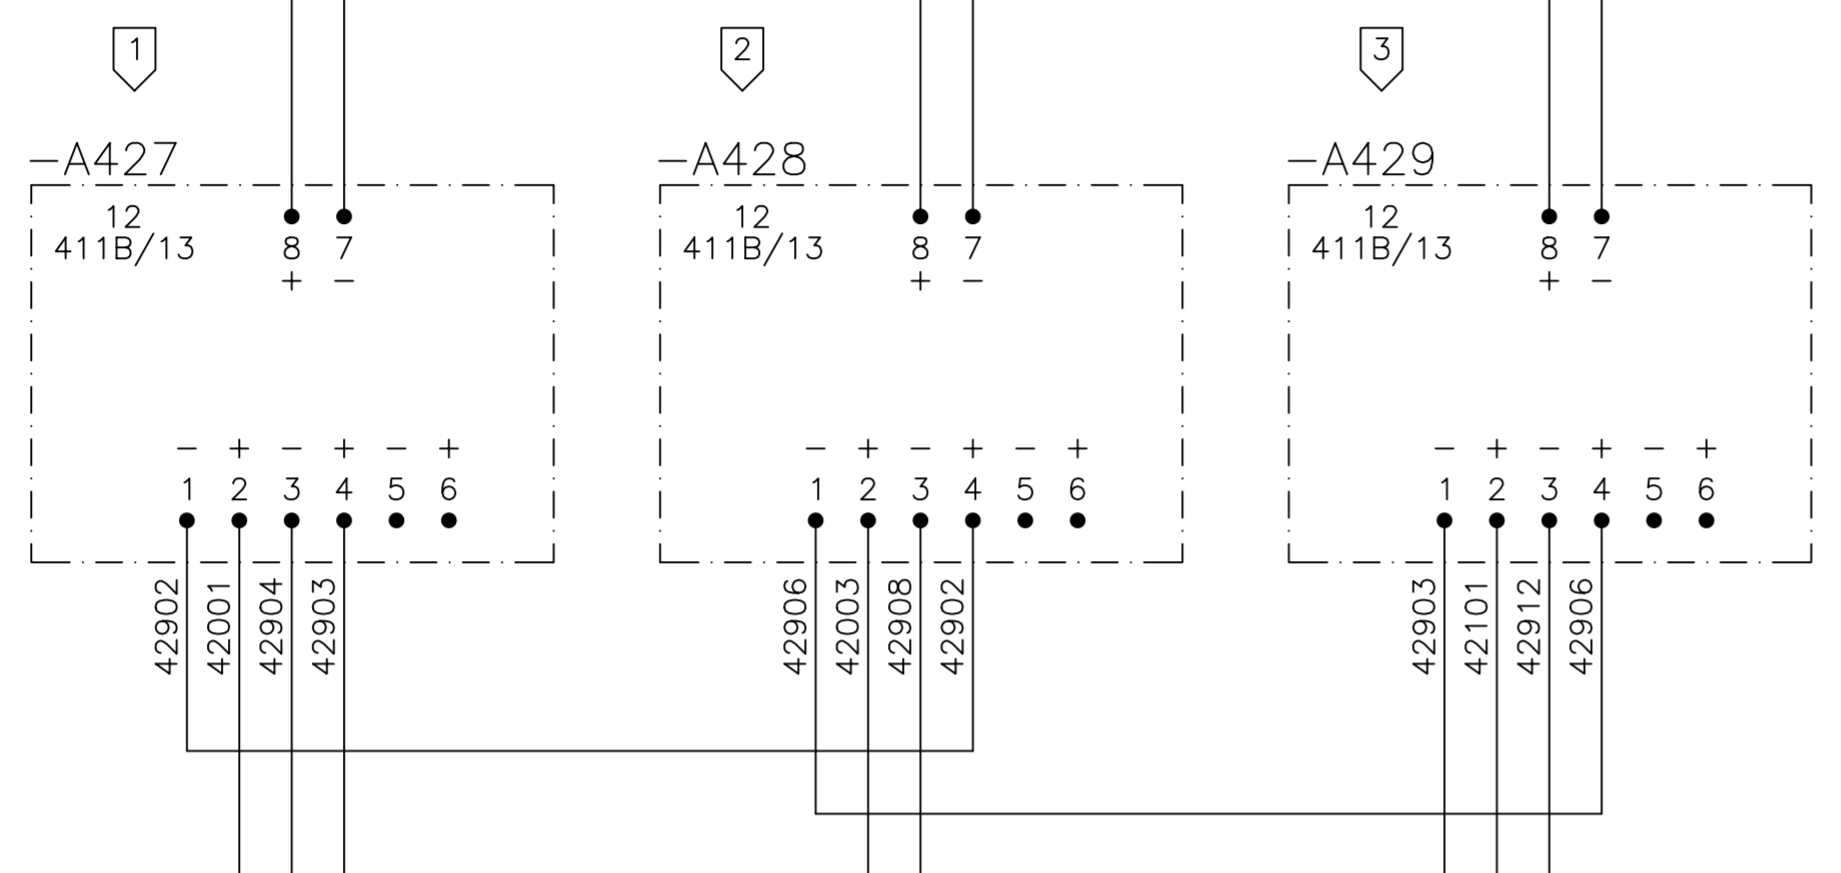 1 2 3
-A427 -A428 -A429
12 12 12
411B/13 8 7 411B/13 8 7 411B/13 8 7
+ - + - + -
- + - + - + - + - + - + - + - + - +
1 2 3 4 5 6 1 2 3 4 5 6 1 2 3 4 5 6
42902 42001 42904 42903 42906 42003 42908 42902 42903 42101 42912 42906